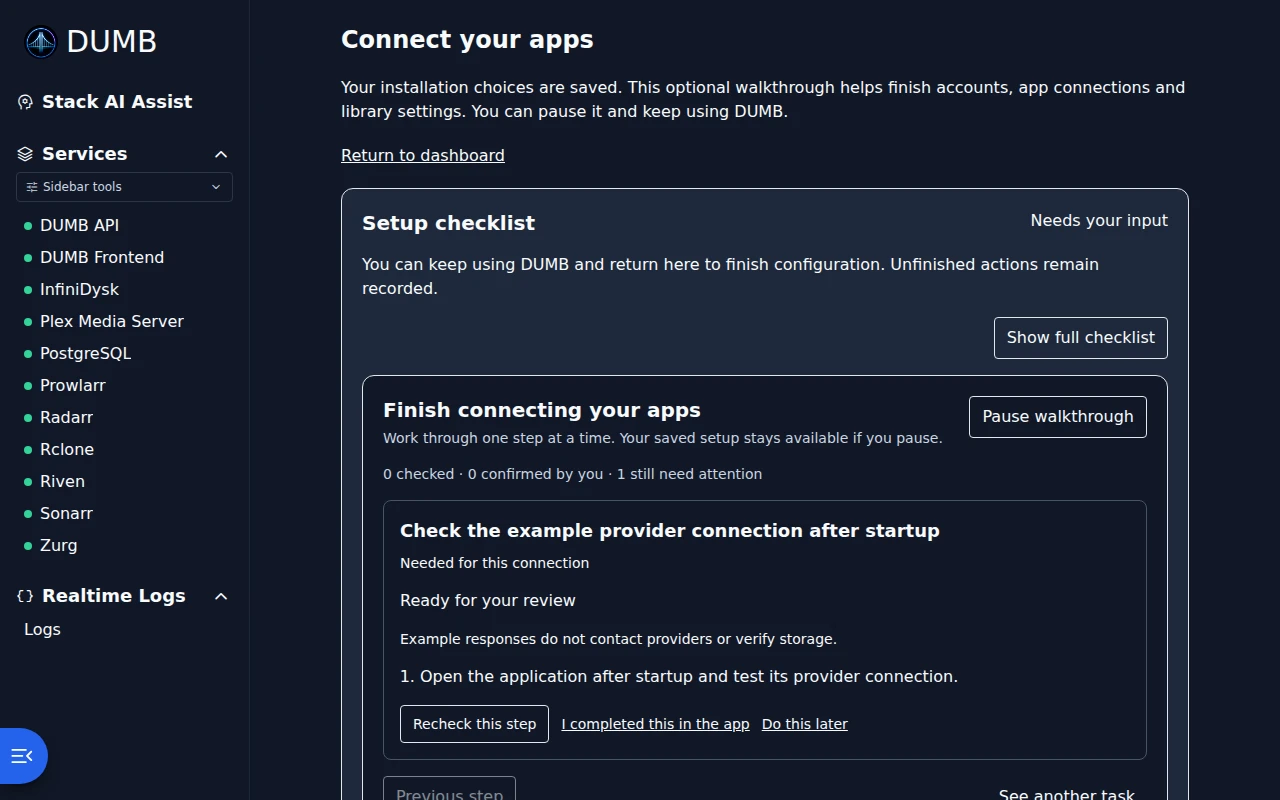 DUMB
Stack AI Assist
Services
Sidebar tools
DUMB API
DUMB Frontend
InfiniDysk
Plex Media Server
PostgreSQL
Prowlarr
Radarr
Rclone
Riven
Sonarr
Zurg
Realtime Logs
Logs
Connect your apps
Your installation choices are saved. This optional walkthrough helps finish accounts, app connections and
library settings. You can pause it and keep using DUMB.
Return to dashboard
Setup checklist
Needs your input
You can keep using DUMB and return here to finish configuration. Unfinished actions remain
recorded.
Show full checklist
Finish connecting your apps
Pause walkthrough
Work through one step at a time. Your saved setup stays available if you pause.
0 checked · 0 confirmed by you · 1 still need attention
Check the example provider connection after startup
Needed for this connection
Ready for your review
Example responses do not contact providers or verify storage.
1. Open the application after startup and test its provider connection.
Recheck this step
I completed this in the app
Do this later
Previous step
See another task